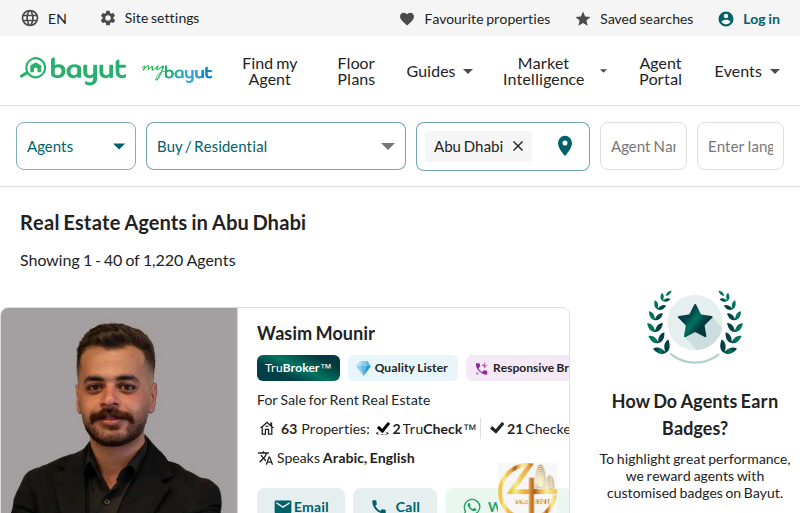 EN Site settings Favourite properties Saved searches Log in
bayut mybayut Find my Agent Floor Plans Guides Market Intelligence Agent Portal Events
Agents Buy / Residential Abu Dhabi Agent Nar Enter lang
Real Estate Agents in Abu Dhabi
Showing 1 - 40 of 1,220 Agents
Wasim Mounir
TruBroker™ Quality Lister Responsive Br
For Sale for Rent Real Estate
63 Properties: 2 TruCheck™ 21 Checke
Speaks Arabic, English
Email Call W
How Do Agents Earn
Badges?
To highlight great performance,
we reward agents with
customised badges on Bayut.